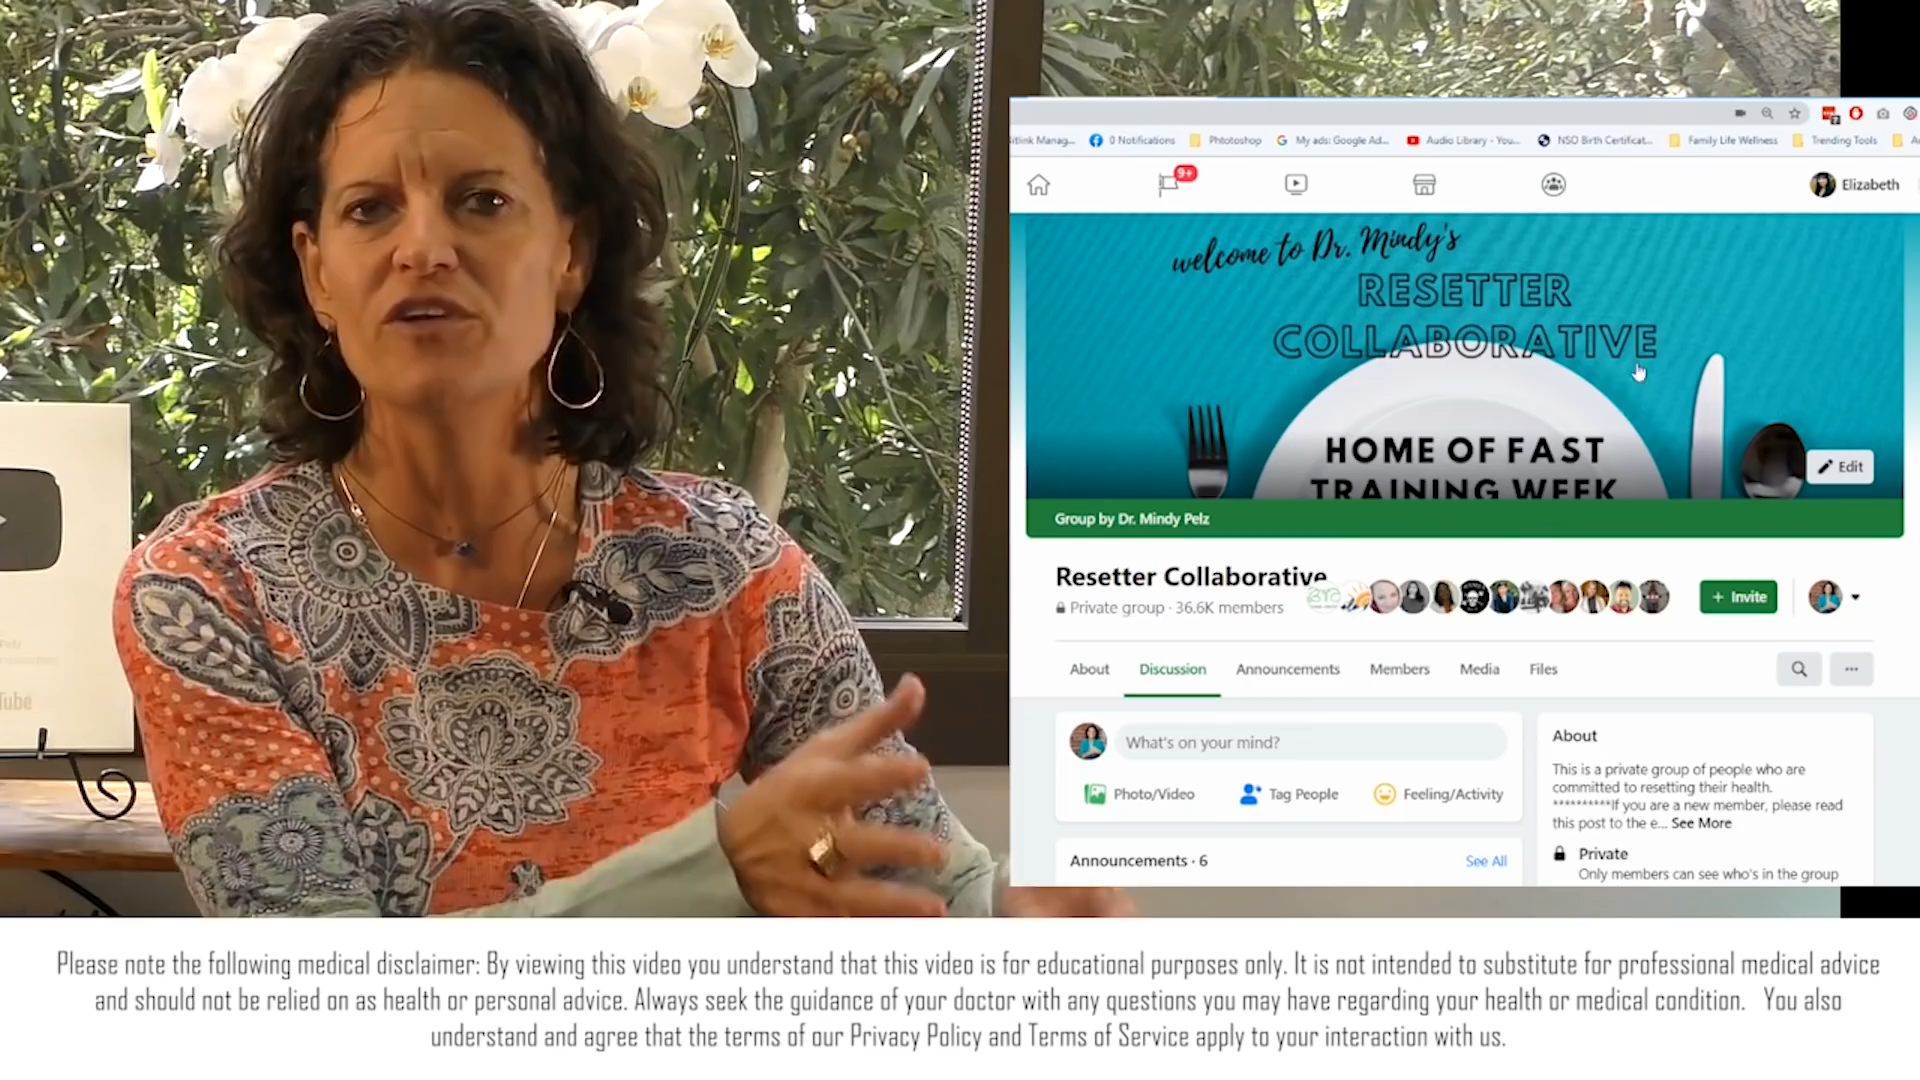 itlink Manag... 0 Notifications Phtotoshop My ads: Google Ad... Audio Library - You... NSO Birth Certificat... Family Life Wellness Trending Tools
9+
Elizabeth
welcome to Dr. Mindy's
RESETTER
COLLABORATIVE
HOME OF FAST
TRAINING WEEK
Edit
Group by Dr. Mindy Pelz
Resetter Collaborative
Private group · 36.6K members
+ Invite
About Discussion Announcements Members Media Files
What's on your mind?
Photo/Video Tag People Feeling/Activity
Announcements · 6 See All
About
This is a private group of people who are
committed to resetting their health.
**********If you are a new member, please read
this post to the e... See More
Private
Only members can see who's in the group
Pelz
Tube
Please note the following medical disclaimer: By viewing this video you understand that this video is for educational purposes only. It is not intended to substitute for professional medical advice
and should not be relied on as health or personal advice. Always seek the guidance of your doctor with any questions you may have regarding your health or medical condition. You also
understand and agree that the terms of our Privacy Policy and Terms of Service apply to your interaction with us.